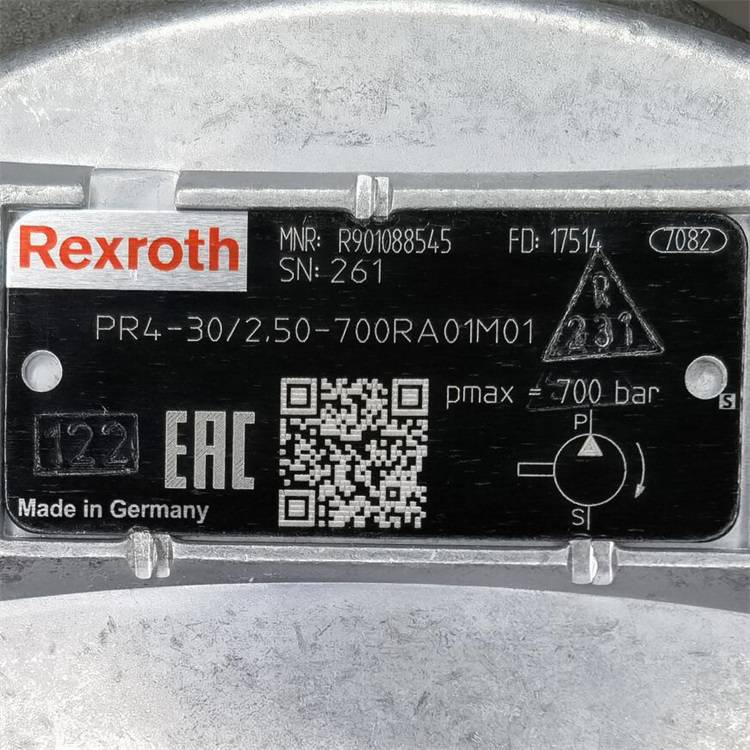 Rexroth
MNR: R901088545 FD: 17514 7082
SN: 261
PR4-30/2,50-700RA01M01
R
231
pmax = 700 bar
S
P
122
EAC
S
Made in Germany